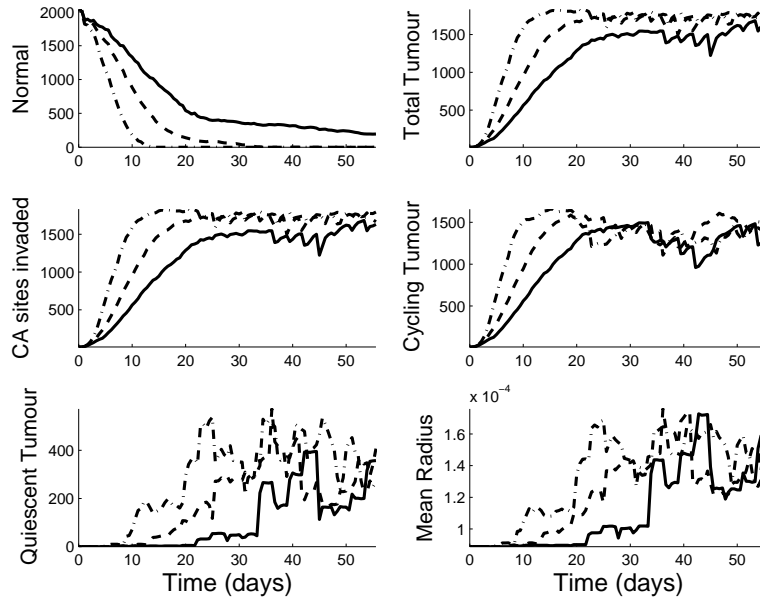 Normal
2000
1500
1000
500
0
0 10 20 30 40 50
Total Tumour
1500
1000
500
0 10 20 30 40 50
CA sites invaded
1500
1000
500
0 10 20 30 40 50
Cycling Tumour
1500
1000
500
0 10 20 30 40 50
Quiescent Tumour
400
200
0
0 10 20 30 40 50
Time (days)
Mean Radius
x 10⁻⁴
1.6
1.4
1.2
1
0 10 20 30 40 50
Time (days)